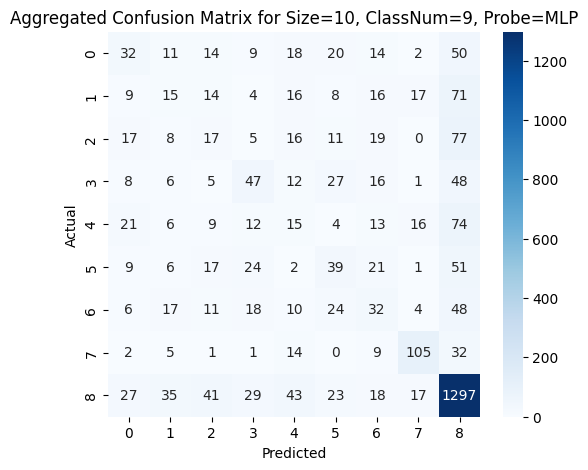 Aggregated Confusion Matrix for Size=10, ClassNum=9, Probe=MLP
0 32 11 14 9 18 20 14 2 50
1 9 15 14 4 16 8 16 17 71
2 17 8 17 5 16 11 19 0 77
3 8 6 5 47 12 27 16 1 48
4 21 6 9 12 15 4 13 16 74
5 9 6 17 24 2 39 21 1 51
6 6 17 11 18 10 24 32 4 48
7 2 5 1 1 14 0 9 105 32
8 27 35 41 29 43 23 18 17 1297
0 1 2 3 4 5 6 7 8
Predicted
Actual
1200
1000
800
600
400
200
0